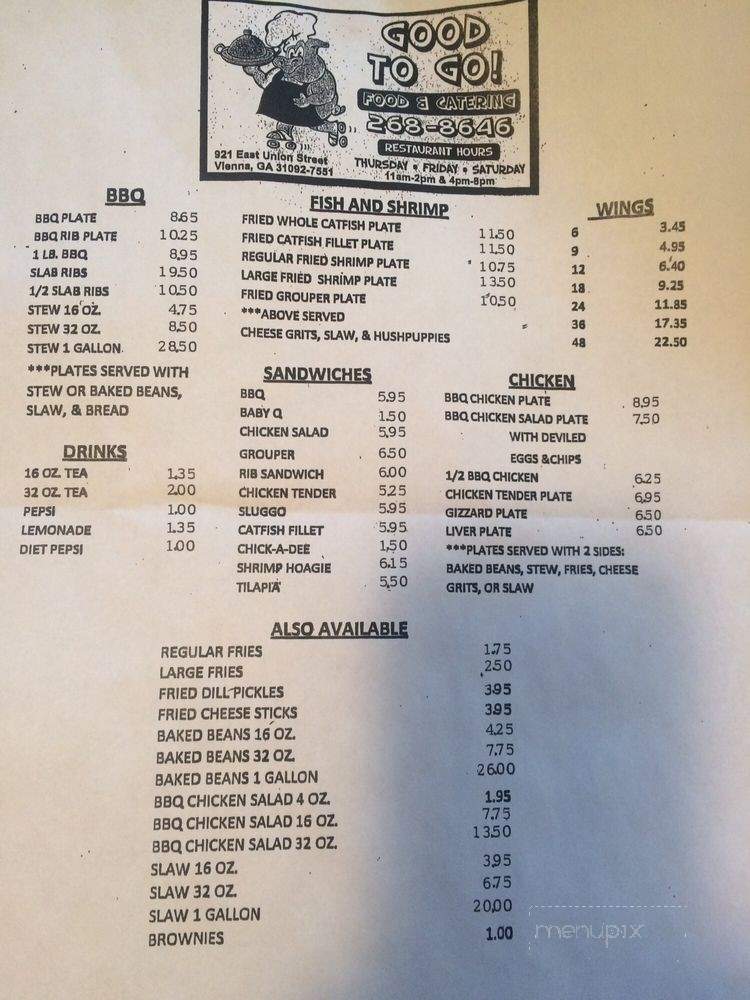 GOOD
TO GO!
FOOD & CATERING
268-8646
RESTAURANT HOURS
921 East Union Street
Vienna, GA 31092-7551
THURSDAY • FRIDAY • SATURDAY
11am-2pm & 4pm-8pm
BBQ
BBQ PLATE 8.65
BBQ RIB PLATE 10.25
1 LB. BBQ 8.95
SLAB RIBS 19.50
1/2 SLAB RIBS 10.50
STEW 16 OZ. 4.75
STEW 32 OZ. 8.50
STEW 1 GALLON 28.50
***PLATES SERVED WITH
STEW OR BAKED BEANS,
SLAW, & BREAD
FISH AND SHRIMP
FRIED WHOLE CATFISH PLATE 11.50
FRIED CATFISH FILLET PLATE 11.50
REGULAR FRIED SHRIMP PLATE 10.75
LARGE FRIED SHRIMP PLATE 13.50
FRIED GROUPER PLATE 10.50
***ABOVE SERVED
CHEESE GRITS, SLAW, & HUSHPUPPIES
WINGS
6 3.45
9 4.95
12 6.40
18 9.25
24 11.85
36 17.35
48 22.50
DRINKS
16 OZ. TEA 1.35
32 OZ. TEA 2.00
PEPSI 1.00
LEMONADE 1.35
DIET PEPSI 1.00
SANDWICHES
BBQ 5.95
BABY Q 1.50
CHICKEN SALAD 5.95
GROUPER 6.50
RIB SANDWICH 6.00
CHICKEN TENDER 5.25
SLUGGO 5.95
CATFISH FILLET 5.95
CHICK-A-DEE 1.50
SHRIMP HOAGIE 6.15
TILAPIA 5.50
CHICKEN
BBQ CHICKEN PLATE 8.95
BBQ CHICKEN SALAD PLATE 7.50
WITH DEVILED
EGGS &CHIPS
1/2 BBQ CHICKEN 6.25
CHICKEN TENDER PLATE 6.95
GIZZARD PLATE 6.50
LIVER PLATE 6.50
***PLATES SERVED WITH 2 SIDES:
BAKED BEANS, STEW, FRIES, CHEESE
GRITS, OR SLAW
ALSO AVAILABLE
REGULAR FRIES 1.75
LARGE FRIES 2.50
FRIED DILL PICKLES 3.95
FRIED CHEESE STICKS 3.95
BAKED BEANS 16 OZ. 4.25
BAKED BEANS 32 OZ. 7.75
BAKED BEANS 1 GALLON 26.00
BBQ CHICKEN SALAD 4 OZ. 1.95
BBQ CHICKEN SALAD 16 OZ. 7.75
BBQ CHICKEN SALAD 32 OZ. 13.50
SLAW 16 OZ. 3.95
SLAW 32 OZ. 6.75
SLAW 1 GALLON 20.00
BROWNIES 1.00
menupix